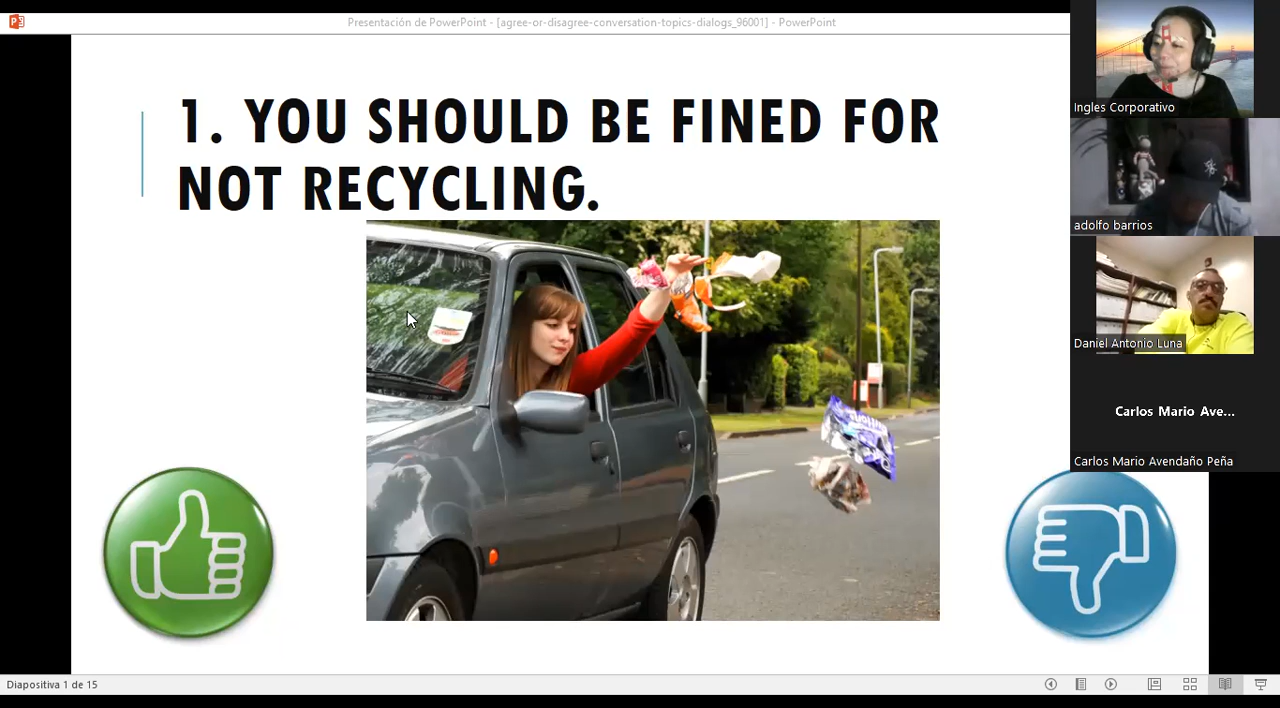 Presentación de PowerPoint - [agree-or-disagree-conversation-topics-dialogs_96001] - PowerPoint
1. YOU SHOULD BE FINED FOR
NOT RECYCLING.
Ingles Corporativo
adolfo barrios
Daniel Antonio Luna
Carlos Mario Ave...
Carlos Mario Avendaño Peña
Diapositiva 1 de 15